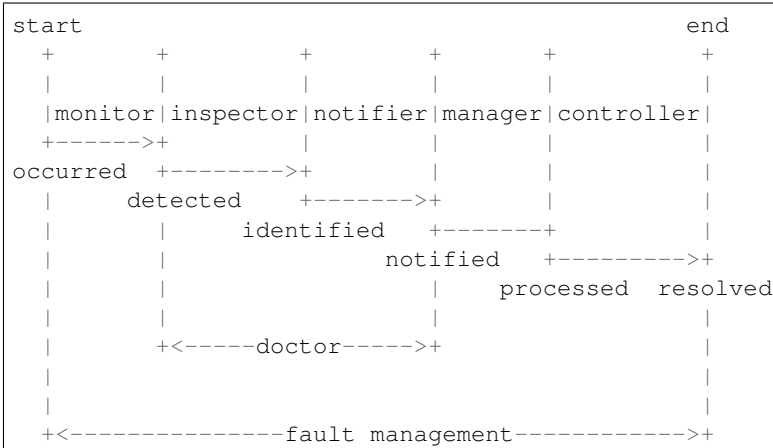 start end
+ + + + + +
| | | | | |
|monitor|inspector|notifier|manager|controller|
+------>+ | | | |
occurred +-------->+ | | |
| detected +------->+ | |
| | identified +-------+ |
| | notified +--------->+
| | | processed resolved
| | | |
| +<-----doctor----->+ |
| |
| |
+<---------------fault management------------>+